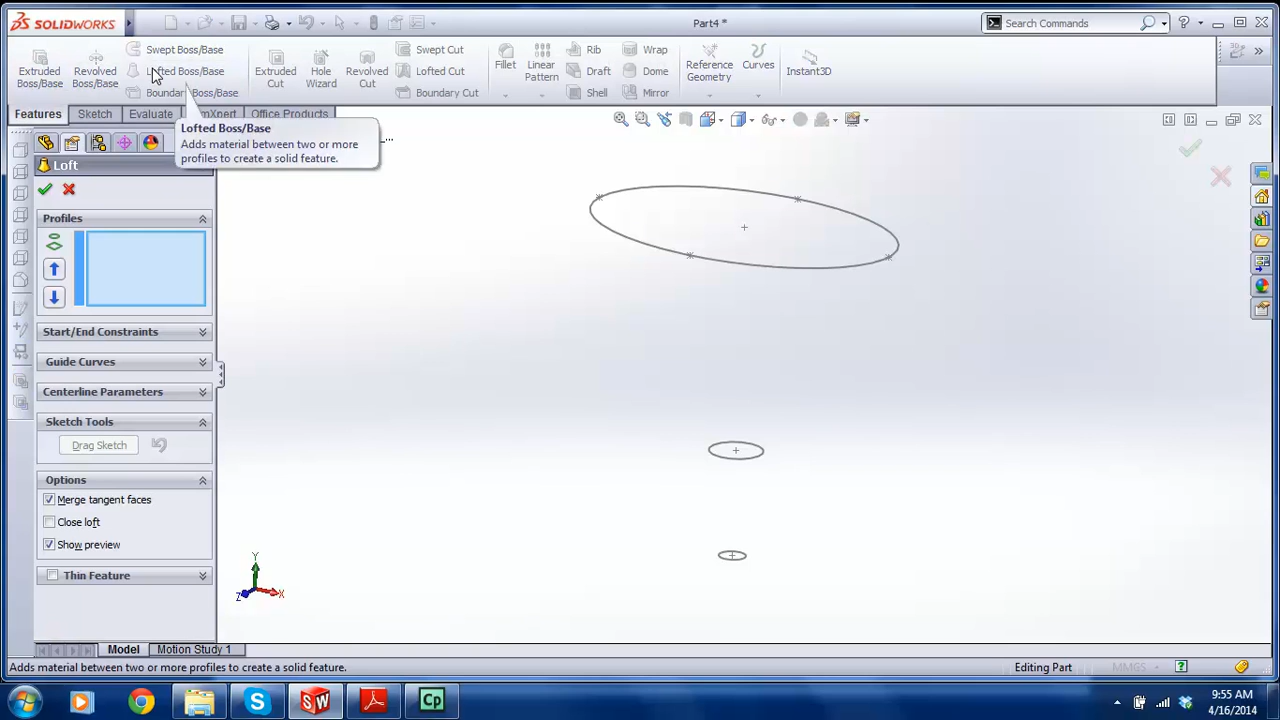 SOLIDWORKS
Part4 *
Search Commands
Extruded Boss/Base
Revolved Boss/Base
Swept Boss/Base
Lofted Boss/Base
Boundary Boss/Base
Extruded Cut
Hole Wizard
Revolved Cut
Swept Cut
Lofted Cut
Boundary Cut
Fillet
Linear Pattern
Rib
Draft
Shell
Wrap
Dome
Mirror
Reference Geometry
Curves
Instant3D
3D
Features
Sketch
Evaluate
mXpert
Office Products
Lofted Boss/Base
Adds material between two or more
profiles to create a solid feature.
Loft
Profiles
Start/End Constraints
Guide Curves
Centerline Parameters
Sketch Tools
Drag Sketch
Options
Merge tangent faces
Close loft
Show preview
Thin Feature
Y
Z
X
Model
Motion Study 1
Adds material between two or more profiles to create a solid feature.
Editing Part
MMGS
SW
Cp
9:55 AM
4/16/2014